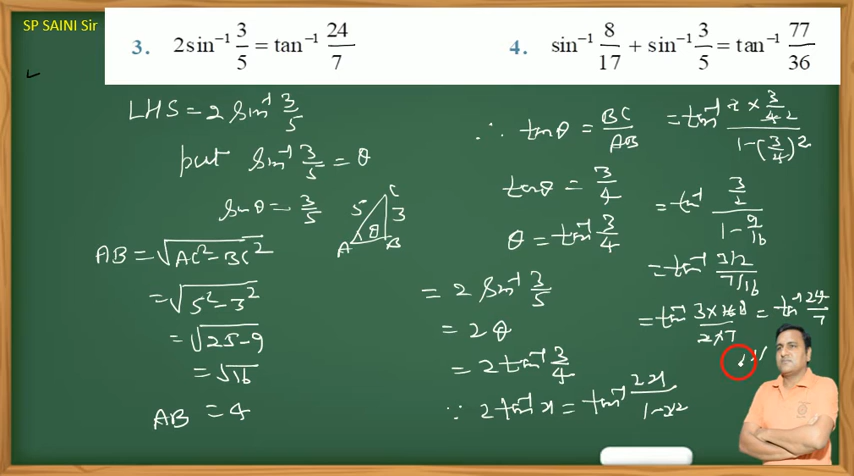 SP SAINI Sir
3. 2sin⁻¹ 3/5 = tan⁻¹ 24/7
4. sin⁻¹ 8/17 + sin⁻¹ 3/5 = tan⁻¹ 77/36
LHS = 2 Sin⁻¹ 3/5
put Sin⁻¹ 3/5 = θ
Sinθ = 3/5
5 C 3
A θ B
AB = √AC² - BC²
= √5² - 3²
= √25 - 9
= √16
AB = 4
∴ tanθ = BC/AB
tanθ = 3/4
θ = tan⁻¹ 3/4
= 2 Sin⁻¹ 3/5
= 2θ
= 2 tan⁻¹ 3/4
∵ 2 tan⁻¹ x = tan⁻¹ 2x/1-x²
= tan⁻¹ 2 × 3/4 2 / 1-(3/4)²
= tan⁻¹ 3/2 / 1 - 9/16
= tan⁻¹ 3/2 / 7/16
= tan⁻¹ 3×16 8 / 2×7 = tan⁻¹ 24/7